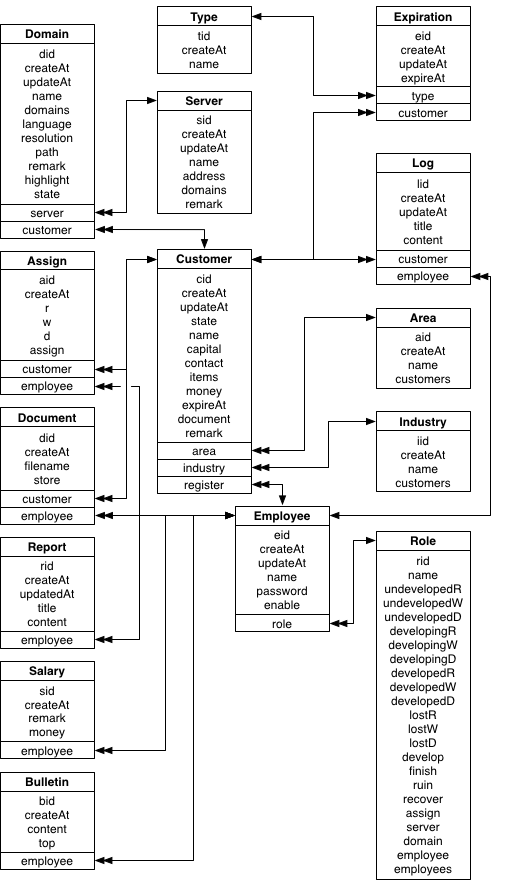 Domain
did
createAt
updateAt
name
domains
language
resolution
path
remark
highlight
state
server
customer
Assign
aid
createAt
r
w
d
assign
customer
employee
Document
did
createAt
filename
store
customer
employee
Report
rid
createAt
updatedAt
title
content
employee
Salary
sid
createAt
remark
money
employee
Bulletin
bid
createAt
content
top
employee
Type
tid
createAt
name
Server
sid
createAt
updateAt
name
address
domains
remark
Customer
cid
createAt
updateAt
state
name
capital
contact
items
money
expireAt
document
remark
area
industry
register
Employee
eid
createAt
updateAt
name
password
enable
role
Expiration
eid
createAt
updateAt
expireAt
type
customer
Log
lid
createAt
updateAt
title
content
customer
employee
Area
aid
createAt
name
customers
Industry
iid
createAt
name
customers
Role
rid
name
undevelopedR
undevelopedW
undevelopedD
developingR
developingW
developingD
developedR
developedW
developedD
lostR
lostW
lostD
develop
finish
ruin
recover
assign
server
domain
employee
employees